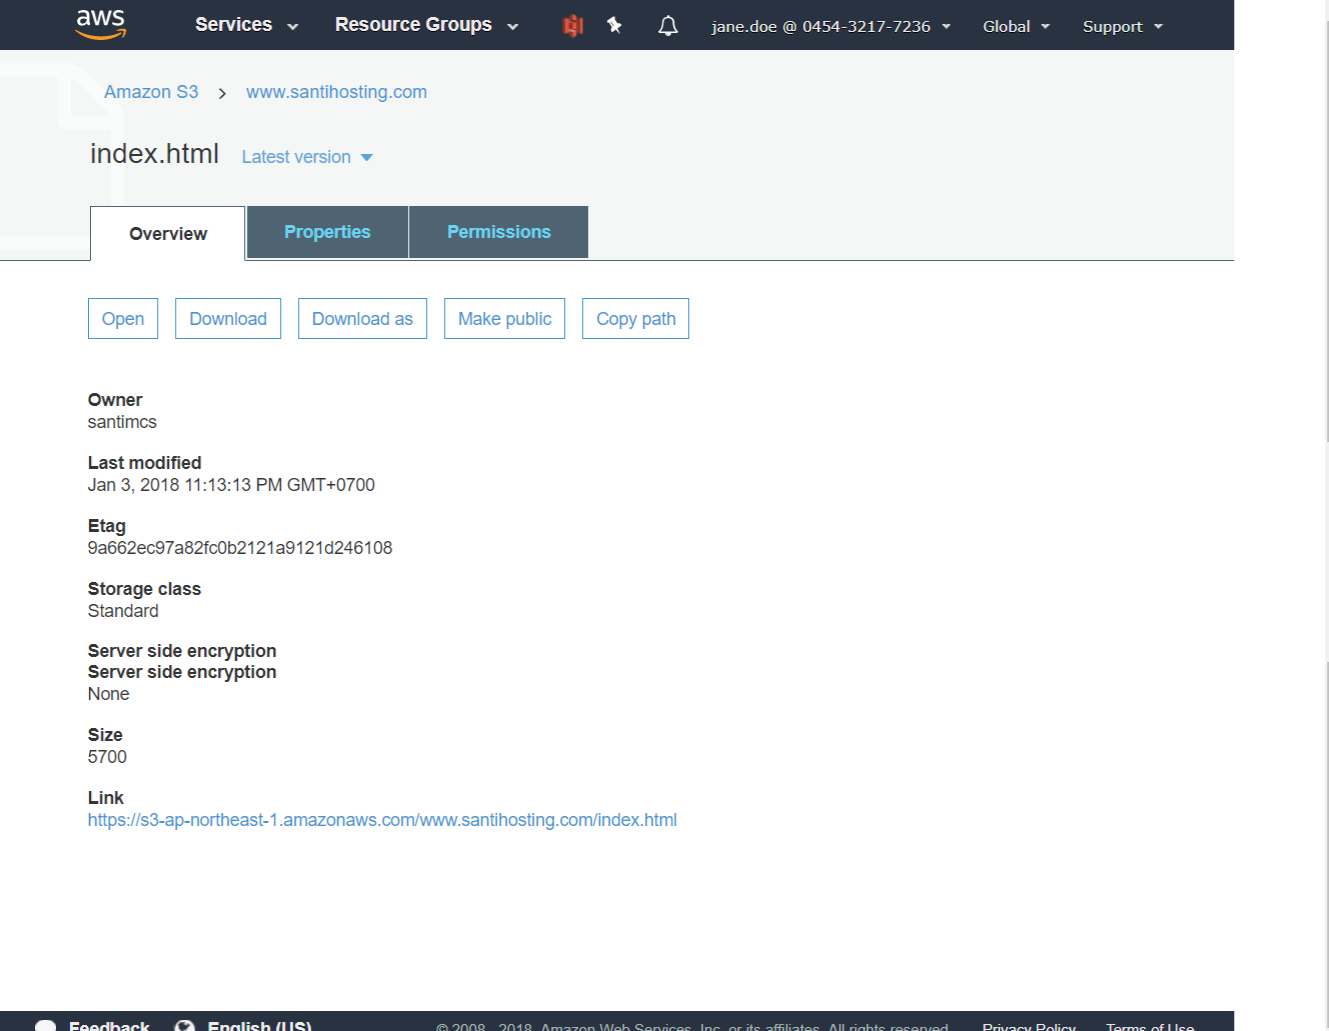 aws Services Resource Groups jane.doe @ 0454-3217-7236 Global Support
Amazon S3 > www.santihosting.com
index.html Latest version
Overview Properties Permissions
Open Download Download as Make public Copy path
Owner
santimcs
Last modified
Jan 3, 2018 11:13:13 PM GMT+0700
Etag
9a662ec97a82fc0b2121a9121d246108
Storage class
Standard
Server side encryption
Server side encryption
None
Size
5700
Link
https://s3-ap-northeast-1.amazonaws.com/www.santihosting.com/index.html
Feedback English (US) © 2008 - 2018, Amazon Web Services, Inc. or its affiliates. All rights reserved. Privacy Policy Terms of Use